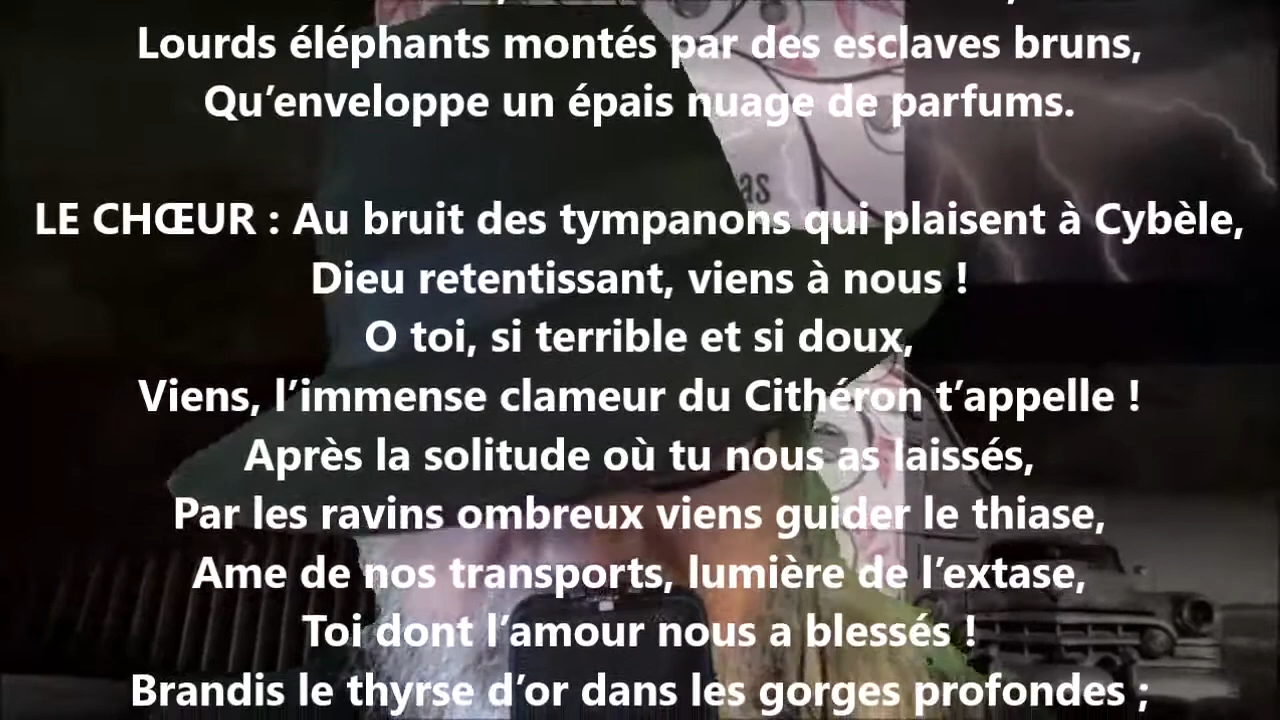 Lourds éléphants montés par des esclaves bruns,
Qu’enveloppe un épais nuage de parfums.
as
LE CHŒUR : Au bruit des tympanons qui plaisent à Cybèle,
Dieu retentissant, viens à nous !
O toi, si terrible et si doux,
Viens, l’immense clameur du Cithéron t’appelle !
Après la solitude où tu nous as laissés,
Par les ravins ombreux viens guider le thiase,
Ame de nos transports, lumière de l’extase,
Toi dont l’amour nous a blessés !
Brandis le thyrse d’or dans les gorges profondes ;